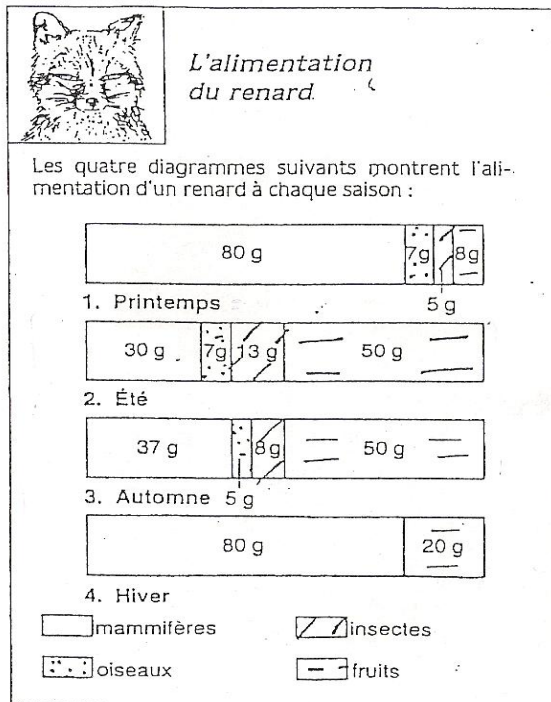 L'alimentation
du renard.
Les quatre diagrammes suivants montrent l'ali-
mentation d'un renard à chaque saison :
80 g 7g 8g
1. Printemps 5 g
30 g 7g 13 g 50 g
2. Été
37 g 8g 50 g
3. Automne 5 g
80 g 20 g
4. Hiver
mammifères insectes
oiseaux fruits